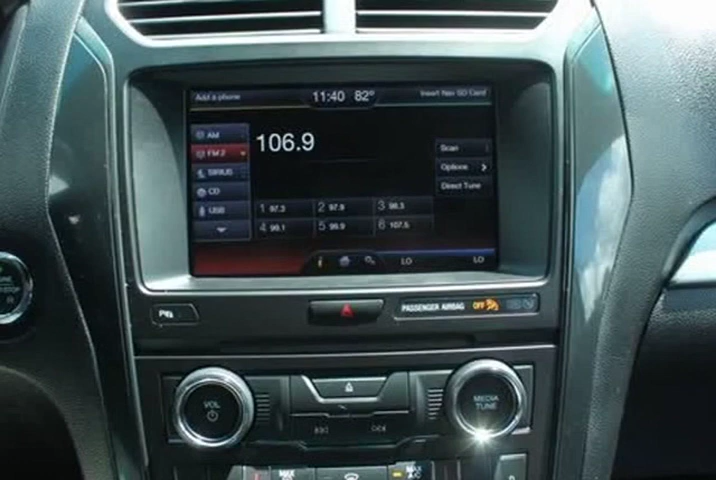 Add a phone 11:40 82° Insert Nav SD Card
AM
FM 2
SIRIUS
CD
USB
106.9
Scan
Options
Direct Tune
1 97.3 2 97.9 3 98.3
4 99.1 5 99.9 6 107.5
LO LO
PASSENGER AIRBAG OFF
VOL
MEDIA
TUNE
MAX
MAX
A/C